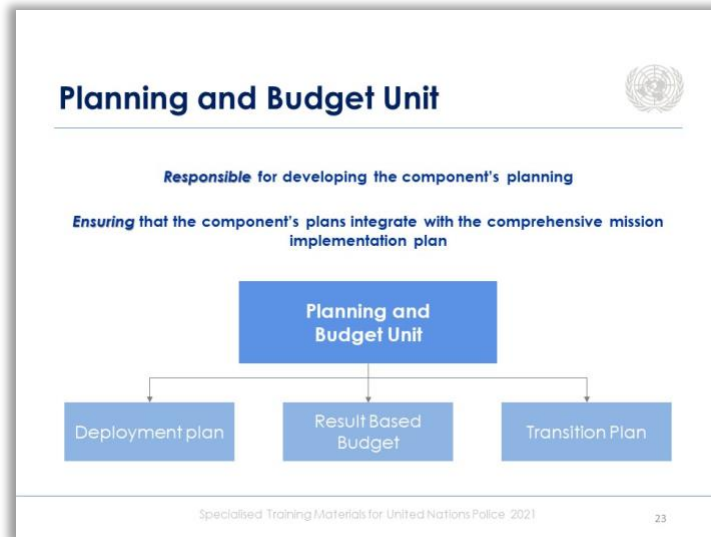 Planning and Budget Unit
Responsible for developing the component's planning
Ensuring that the component's plans integrate with the comprehensive mission
implementation plan
Planning and
Budget Unit
Deployment plan
Result Based
Budget
Transition Plan
Specialised Training Materials for United Nations Police 2021
23